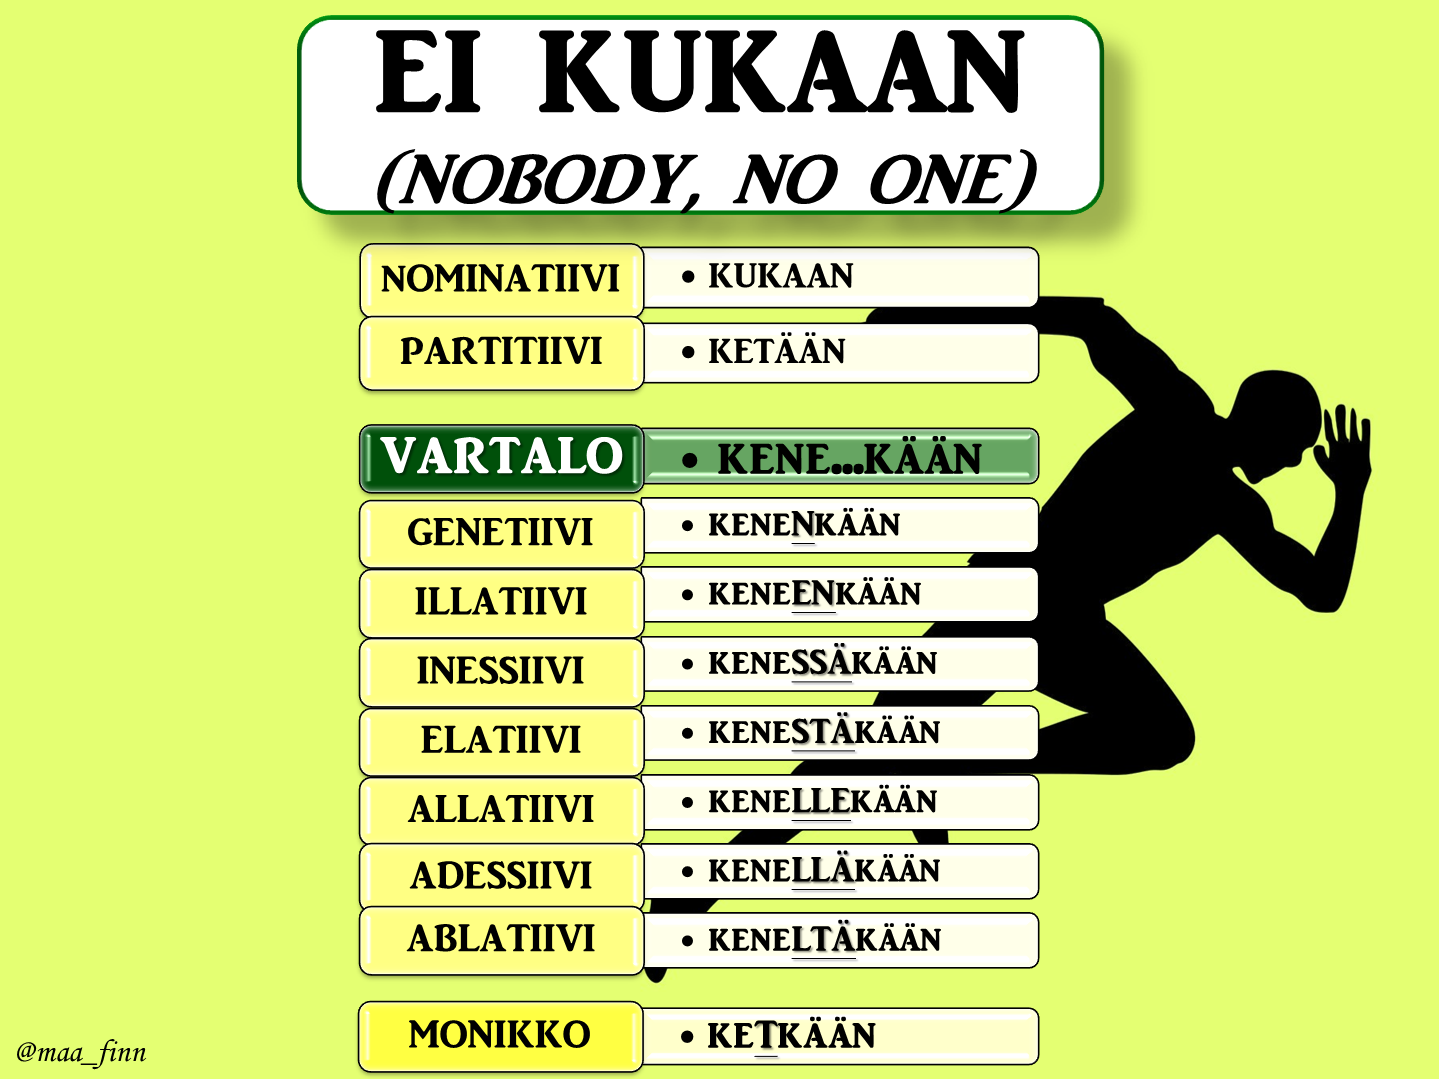 EI KUKAAN
(NOBODY, NO ONE)
NOMINATIIVI • KUKAAN
PARTITIIVI • KETÄÄN
VARTALO • KENE...KÄÄN
GENETIIVI • KENENKÄÄN
ILLATIIVI • KENEENKÄÄN
INESSIIVI • KENESSÄKÄÄN
ELATIIVI • KENESTÄKÄÄN
ALLATIIVI • KENELLEKÄÄN
ADESSIIVI • KENELLÄKÄÄN
ABLATIIVI • KENELTÄKÄÄN
MONIKKO • KETKÄÄN
@maa_finn